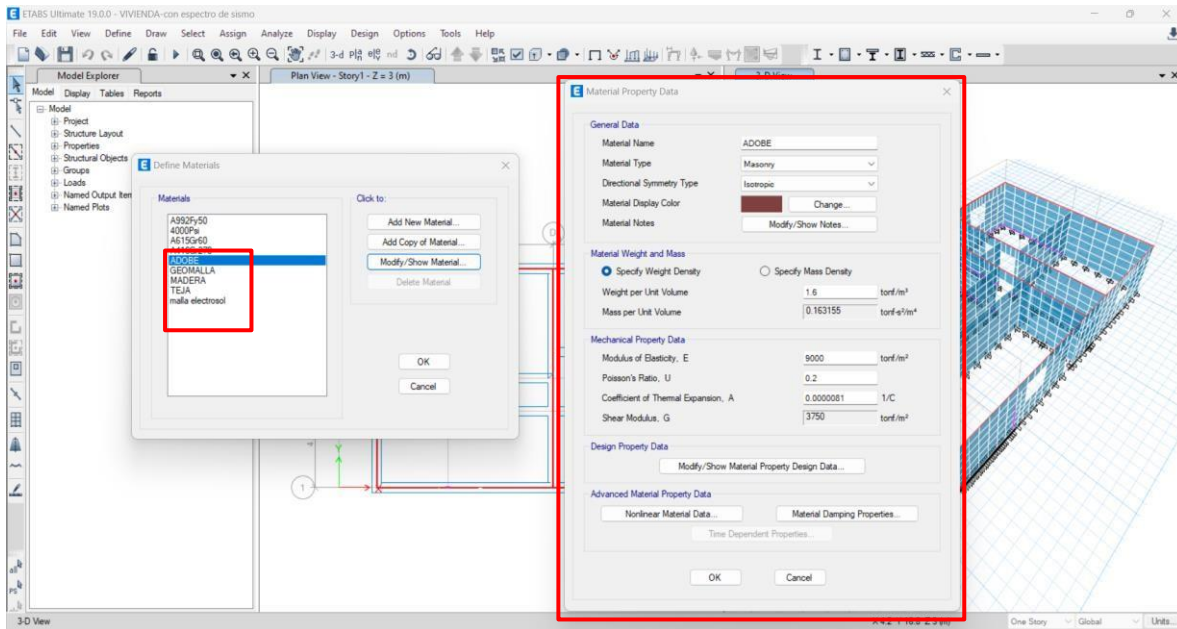 ETABS Ultimate 19.0.0 - VIVIENDA-con espectro de sismo
File Edit View Define Draw Select Assign Analyze Display Design Options Tools Help
3-d
nd
Model Explorer
Model Display Tables Reports
Model
Project
Structure Layout
Properties
Structural Objects
Groups
Loads
Named Output Iten
Named Plots
Plan View - Story1 - Z = 3 (m)
Define Materials
Materials
A992Fy50
4000Psi
A615Gr60
ADOBE
GEOMALLA
MADERA
TEJA
malla electrosol
Click to:
Add New Material...
Add Copy of Material...
Modify/Show Material...
Delete Material
OK
Cancel
D
1
Y
X
Material Property Data
General Data
Material Name ADOBE
Material Type Masonry
Directional Symmetry Type Isotropic
Material Display Color Change...
Material Notes Modify/Show Notes...
Material Weight and Mass
Specify Weight Density Specify Mass Density
Weight per Unit Volume 1.6 tonf/m³
Mass per Unit Volume 0.163155 tonf-s²/m⁴
Mechanical Property Data
Modulus of Elasticity, E 9000 tonf/m²
Poisson's Ratio, U 0.2
Coefficient of Thermal Expansion, A 0.0000081 1/C
Shear Modulus, G 3750 tonf/m²
Design Property Data
Modify/Show Material Property Design Data...
Advanced Material Property Data
Nonlinear Material Data... Material Damping Properties...
Time Dependent Properties...
OK Cancel
3-D View
One Story Global Units...